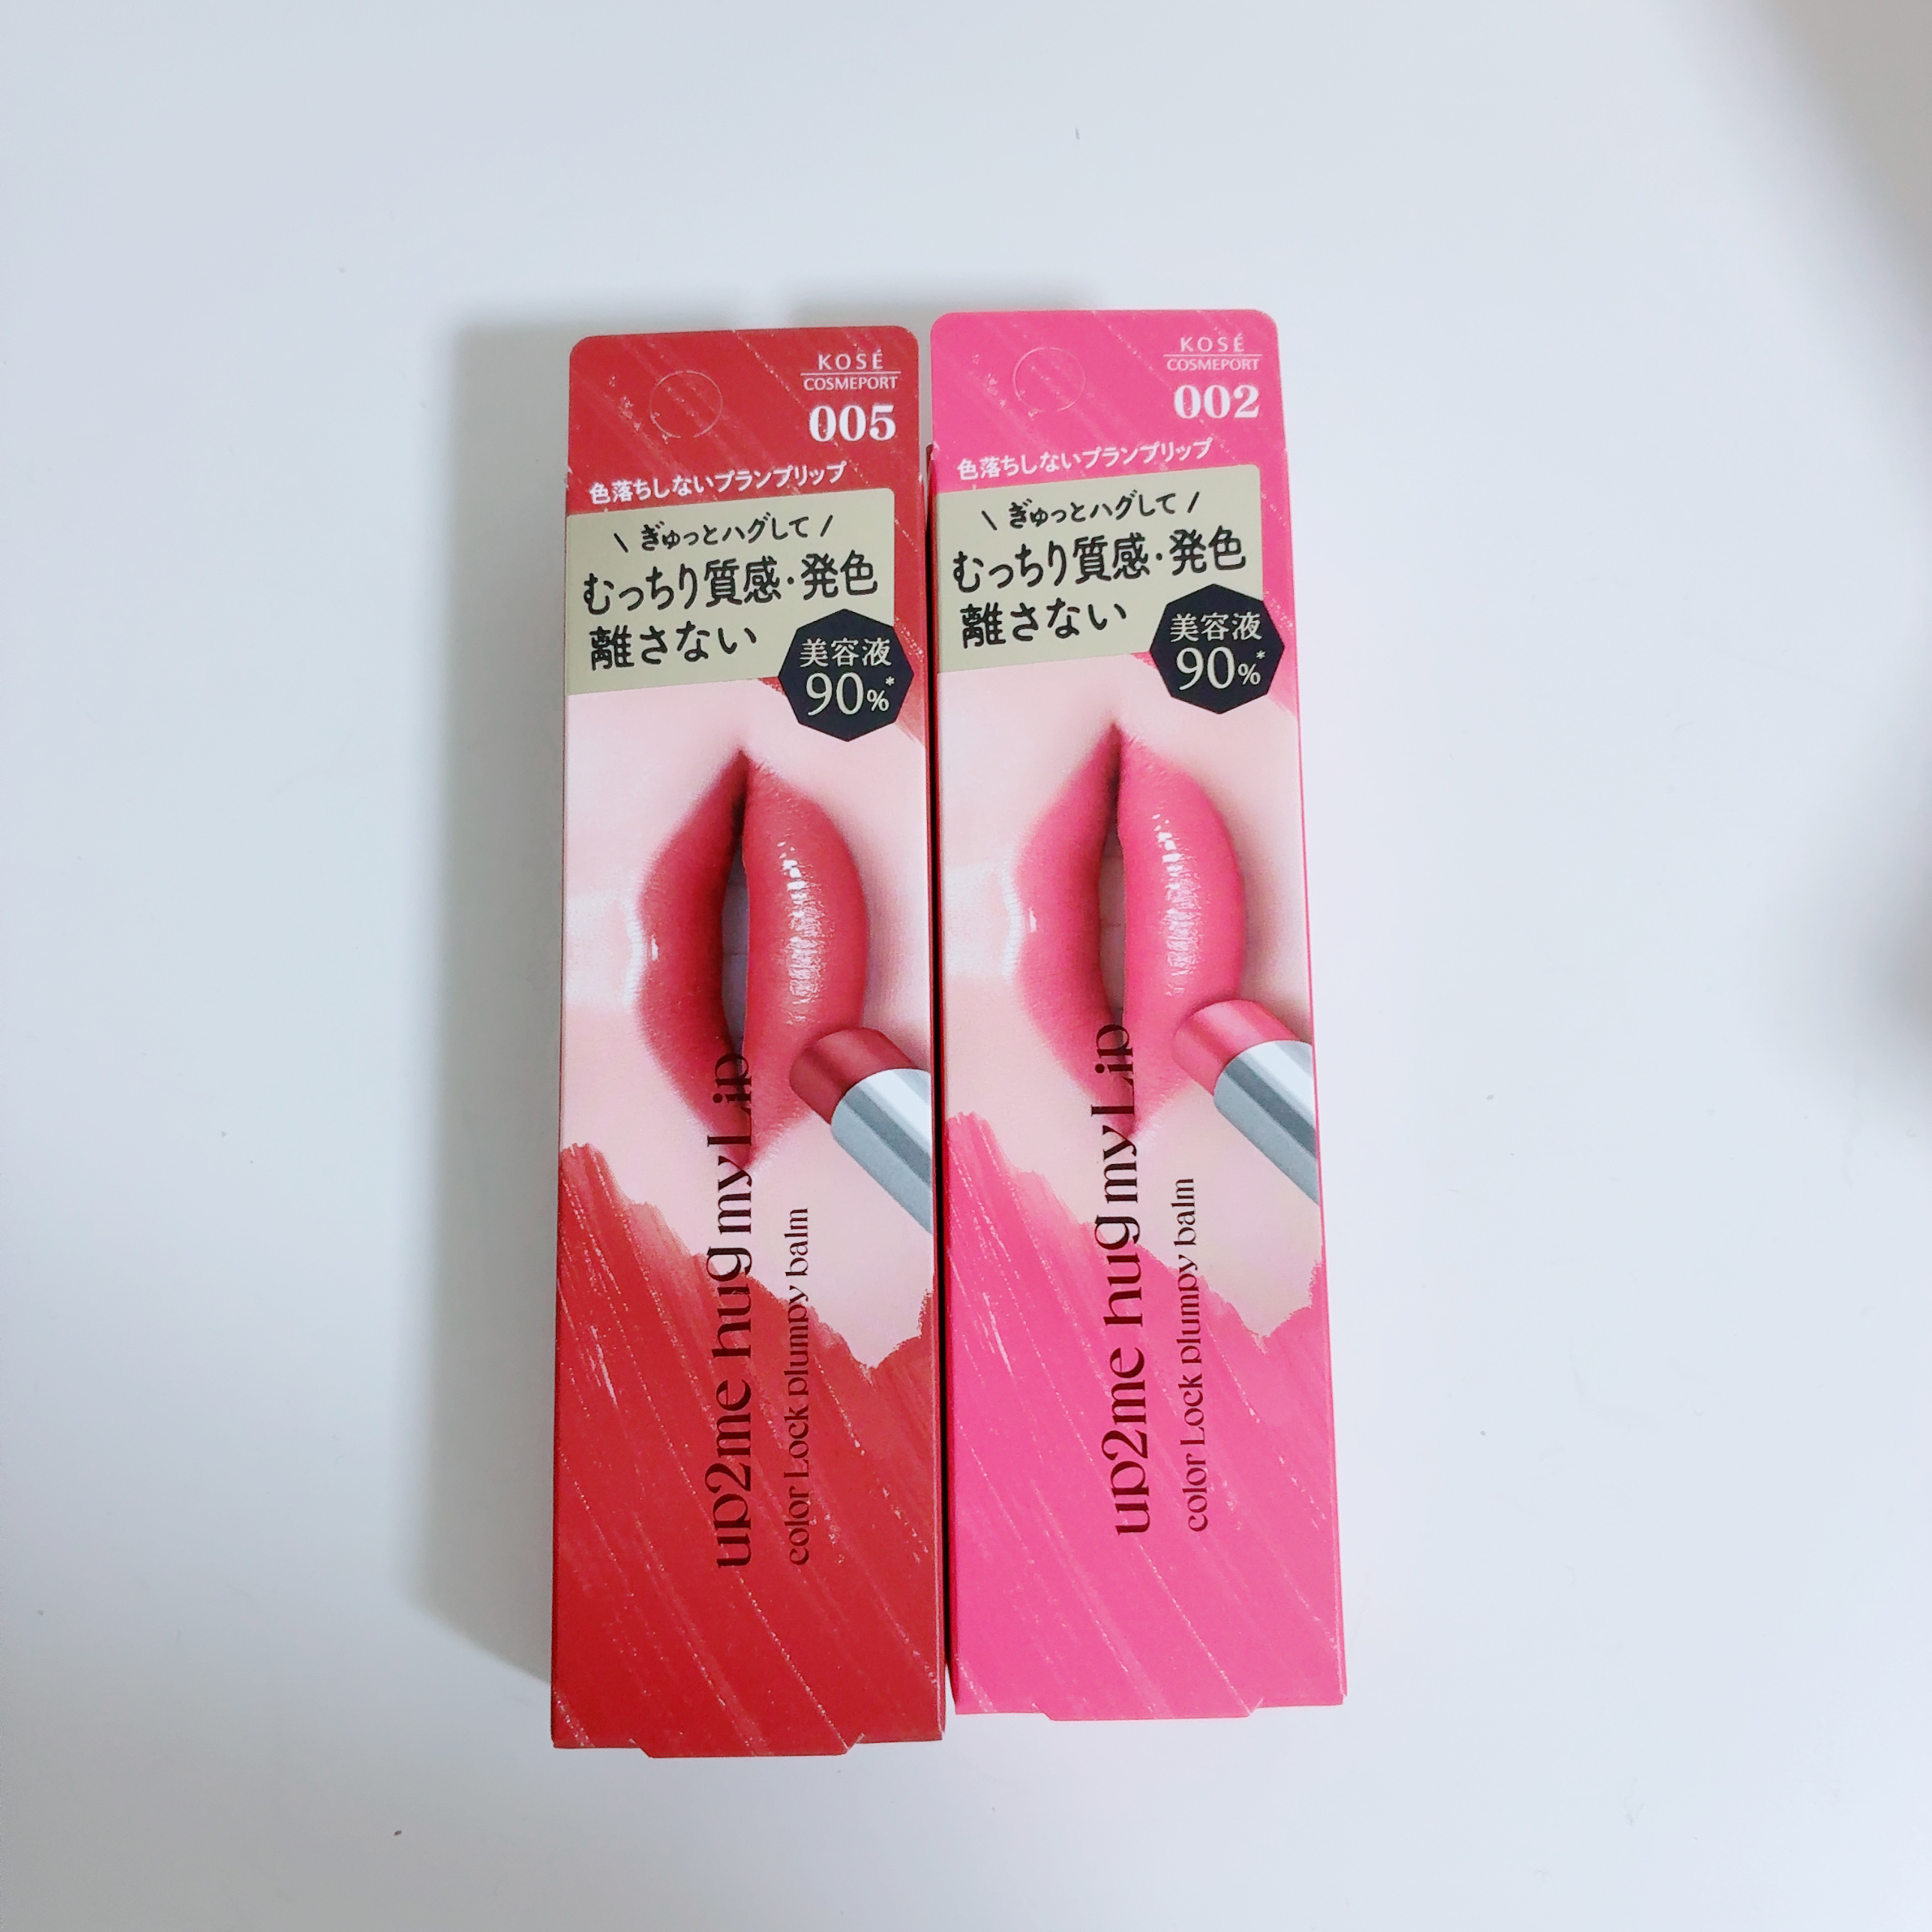 KOSÉ
COSMEPORT
005
色落ちしないプランプリップ
\ ぎゅっとハグして /
むっちり質感・発色
離さない
美容液
90%*
up2me hug my Lip
color Lock plumpy balm
KOSÉ
COSMEPORT
002
色落ちしないプランプリップ
\ ぎゅっとハグして /
むっちり質感・発色
離さない
美容液
90%*
up2me hug my Lip
color Lock plumpy balm